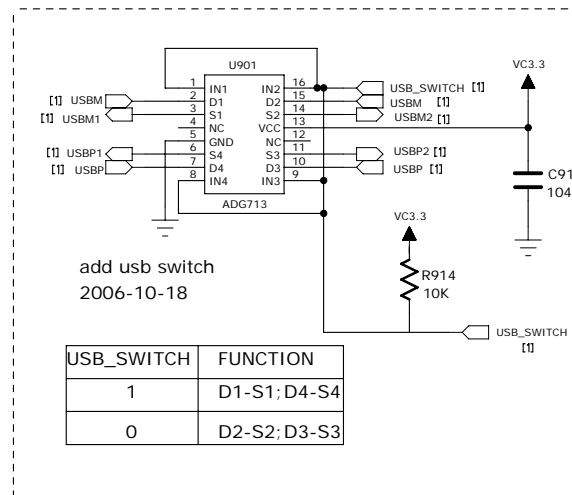 U901
1 IN1 IN2 16 USB_SWITCH [1]
[1] USBM 2 D1 D2 15 USBM [1]
[1] USBM1 3 S1 S2 14 USBM2 [1]
4 NC VCC 13
5 GND NC 12
[1] USBP1 6 S4 S3 11 USBP2 [1]
[1] USBP 7 D4 D3 10 USBP [1]
8 IN4 IN3 9
ADG713
VC3.3
C91
104
VC3.3
R914
10K
USB_SWITCH
[1]
add usb switch
2006-10-18
USB_SWITCH FUNCTION
1 D1-S1;D4-S4
0 D2-S2;D3-S3